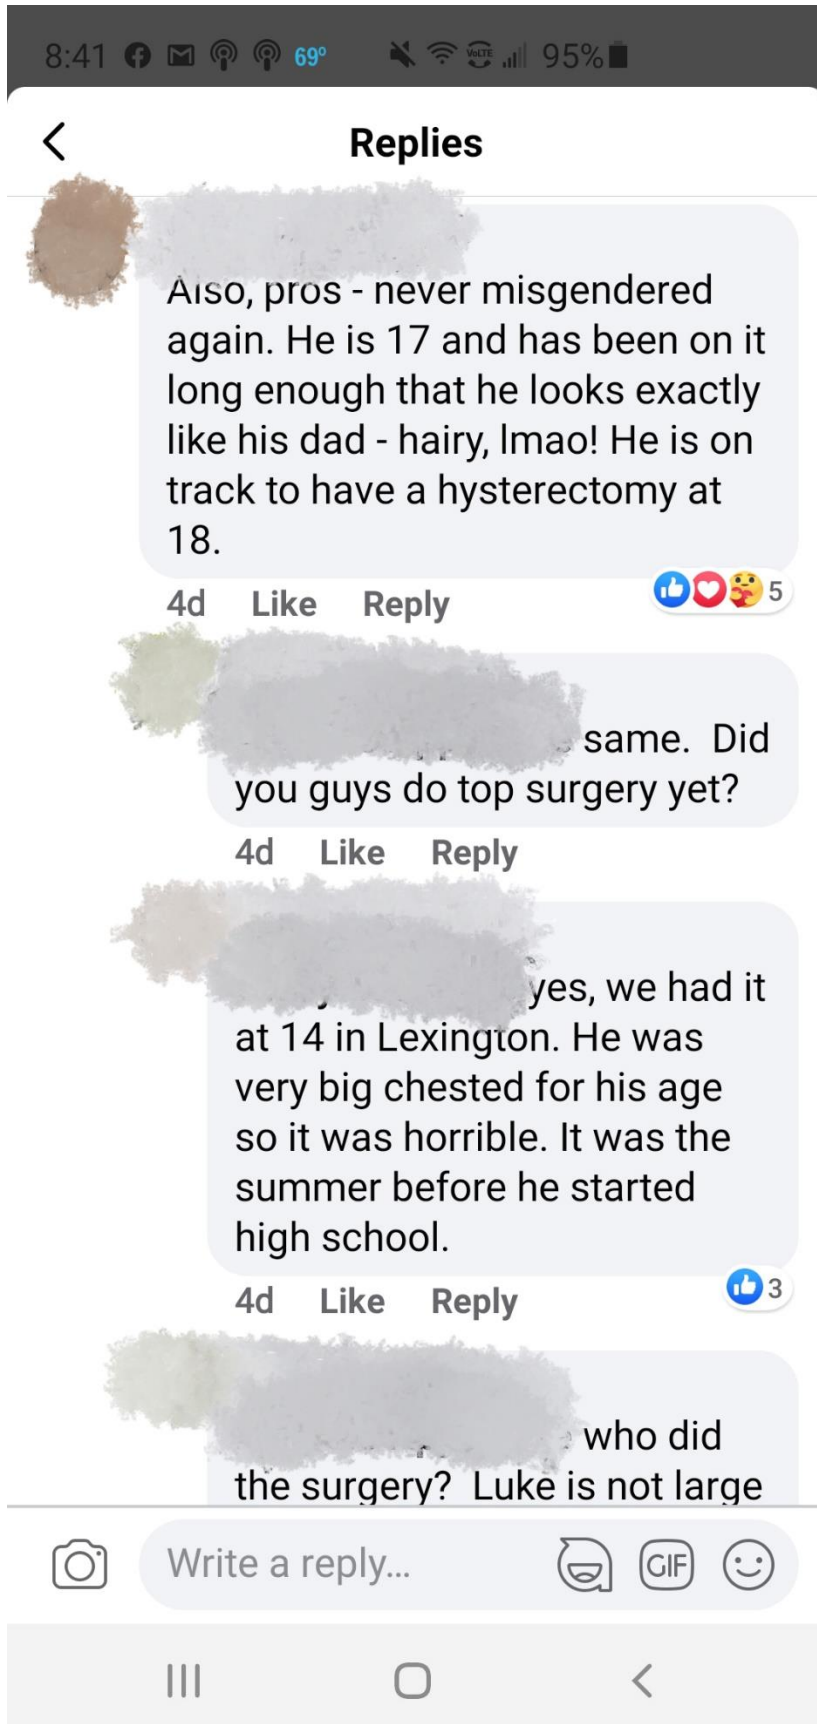 8:41 69° VoLTE 95%
Replies
Also, pros - never misgendered
again. He is 17 and has been on it
long enough that he looks exactly
like his dad - hairy, lmao! He is on
track to have a hysterectomy at
18.
4d Like Reply 5
same. Did
you guys do top surgery yet?
4d Like Reply
yes, we had it
at 14 in Lexington. He was
very big chested for his age
so it was horrible. It was the
summer before he started
high school.
4d Like Reply 3
who did
the surgery? Luke is not large
Write a reply... GIF